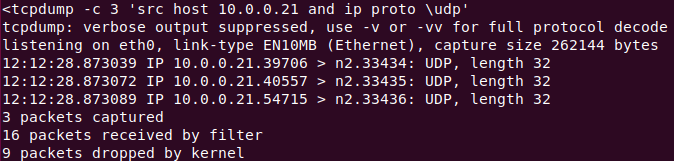 <tcpdump -c 3 'src host 10.0.0.21 and ip proto \udp'
tcpdump: verbose output suppressed, use -v or -vv for full protocol decode
listening on eth0, link-type EN10MB (Ethernet), capture size 262144 bytes
12:12:28.873039 IP 10.0.0.21.39706 > n2.33434: UDP, length 32
12:12:28.873072 IP 10.0.0.21.40557 > n2.33435: UDP, length 32
12:12:28.873089 IP 10.0.0.21.54715 > n2.33436: UDP, length 32
3 packets captured
16 packets received by filter
9 packets dropped by kernel